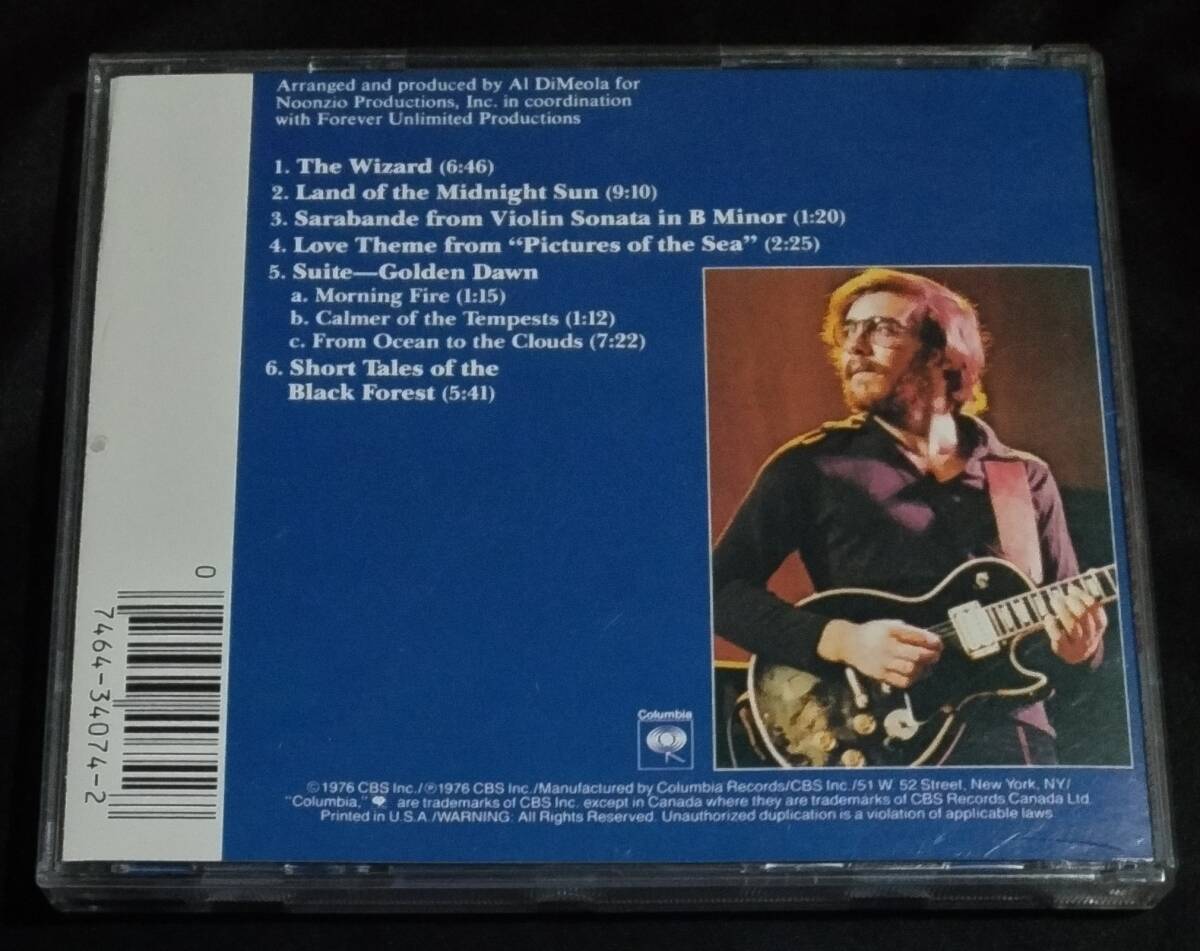 Arranged and produced by Al DiMeola for
Noonzio Productions, Inc. in coordination
with Forever Unlimited Productions
1. The Wizard (6:46)
2. Land of the Midnight Sun (9:10)
3. Sarabande from Violin Sonata in B Minor (1:20)
4. Love Theme from “Pictures of the Sea” (2:25)
5. Suite—Golden Dawn
a. Morning Fire (1:15)
b. Calmer of the Tempests (1:12)
c. From Ocean to the Clouds (7:22)
6. Short Tales of the
Black Forest (5:41)
0
7464-34074-2
Columbia
©1976 CBS Inc./℗1976 CBS Inc./Manufactured by Columbia Records/CBS Inc./51 W. 52 Street, New York, NY/
"Columbia," are trademarks of CBS Inc. except in Canada where they are trademarks of CBS Records Canada Ltd.
Printed in U.S.A./WARNING: All Rights Reserved. Unauthorized duplication is a violation of applicable laws.